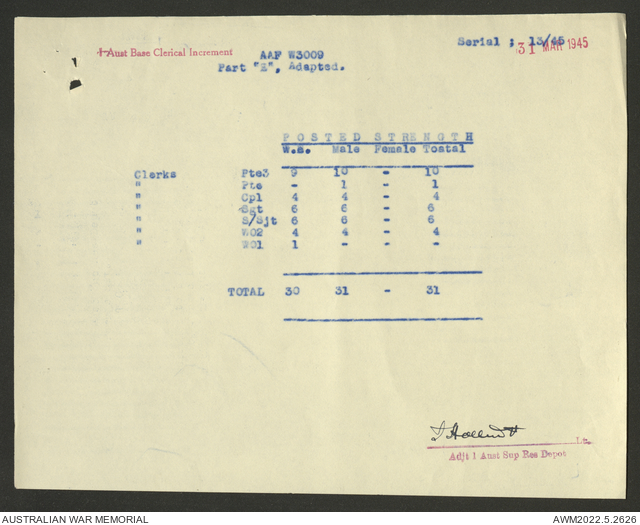 1 Aust Base Clerical Increment
AAF W3009
Part "E", Adapted.
Serial ; 13/45
31 MAR 1945
POSTED STRENGTH
W.E. Male Female Toatal
Clerks Pte3 9 10 - 10
" Pte - 1 - 1
" Cpl 4 4 - 4
" Sgt 6 6 - 6
" S/Sjt 6 6 - 6
" WO2 4 4 - 4
" WO1 1 - - -
TOTAL 30 31 - 31
Lt.
Adjt 1 Aust Sup Res Depot
AUSTRALIAN WAR MEMORIAL
AWM2022.5.2626